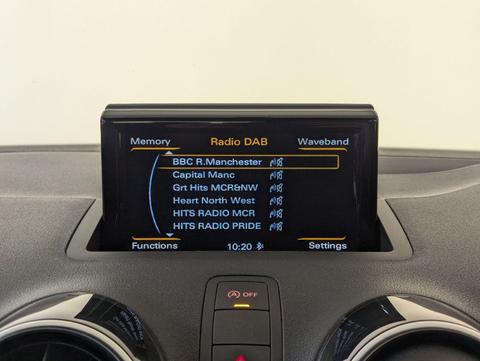 Memory Radio DAB Waveband
BBC R.Manchester
Capital Manc
Grt Hits MCR&NW
Heart North West
HITS RADIO MCR
HITS RADIO PRIDE
Functions 10:20 Settings
A OFF